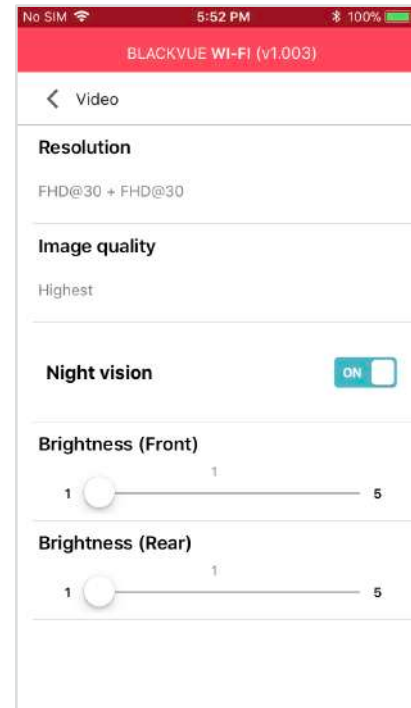 No SIM 5:52 PM 100%
BLACKVUE WI-FI (v1.003)
Video
Resolution
FHD@30 + FHD@30
Image quality
Highest
Night vision ON
Brightness (Front)
1
1 5
Brightness (Rear)
1
1 5